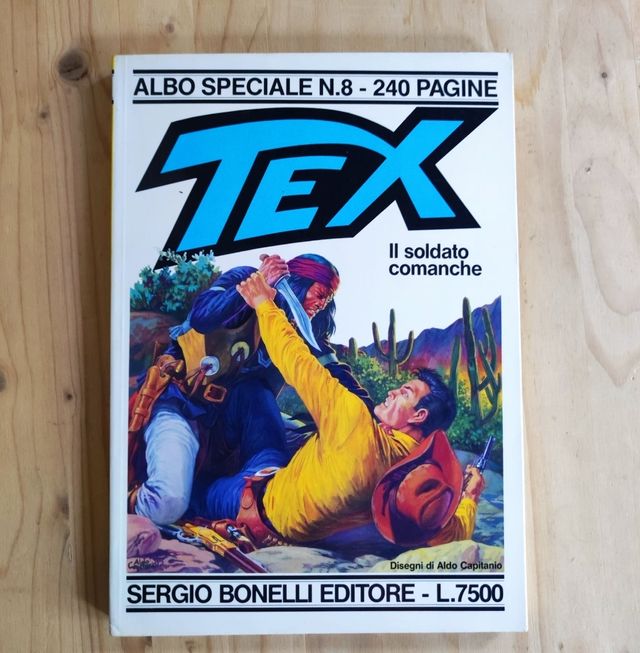 ALBO SPECIALE N.8 - 240 PAGINE
TEX
Il soldato
comanche
Disegni di Aldo Capitanio
SERGIO BONELLI EDITORE - L.7500